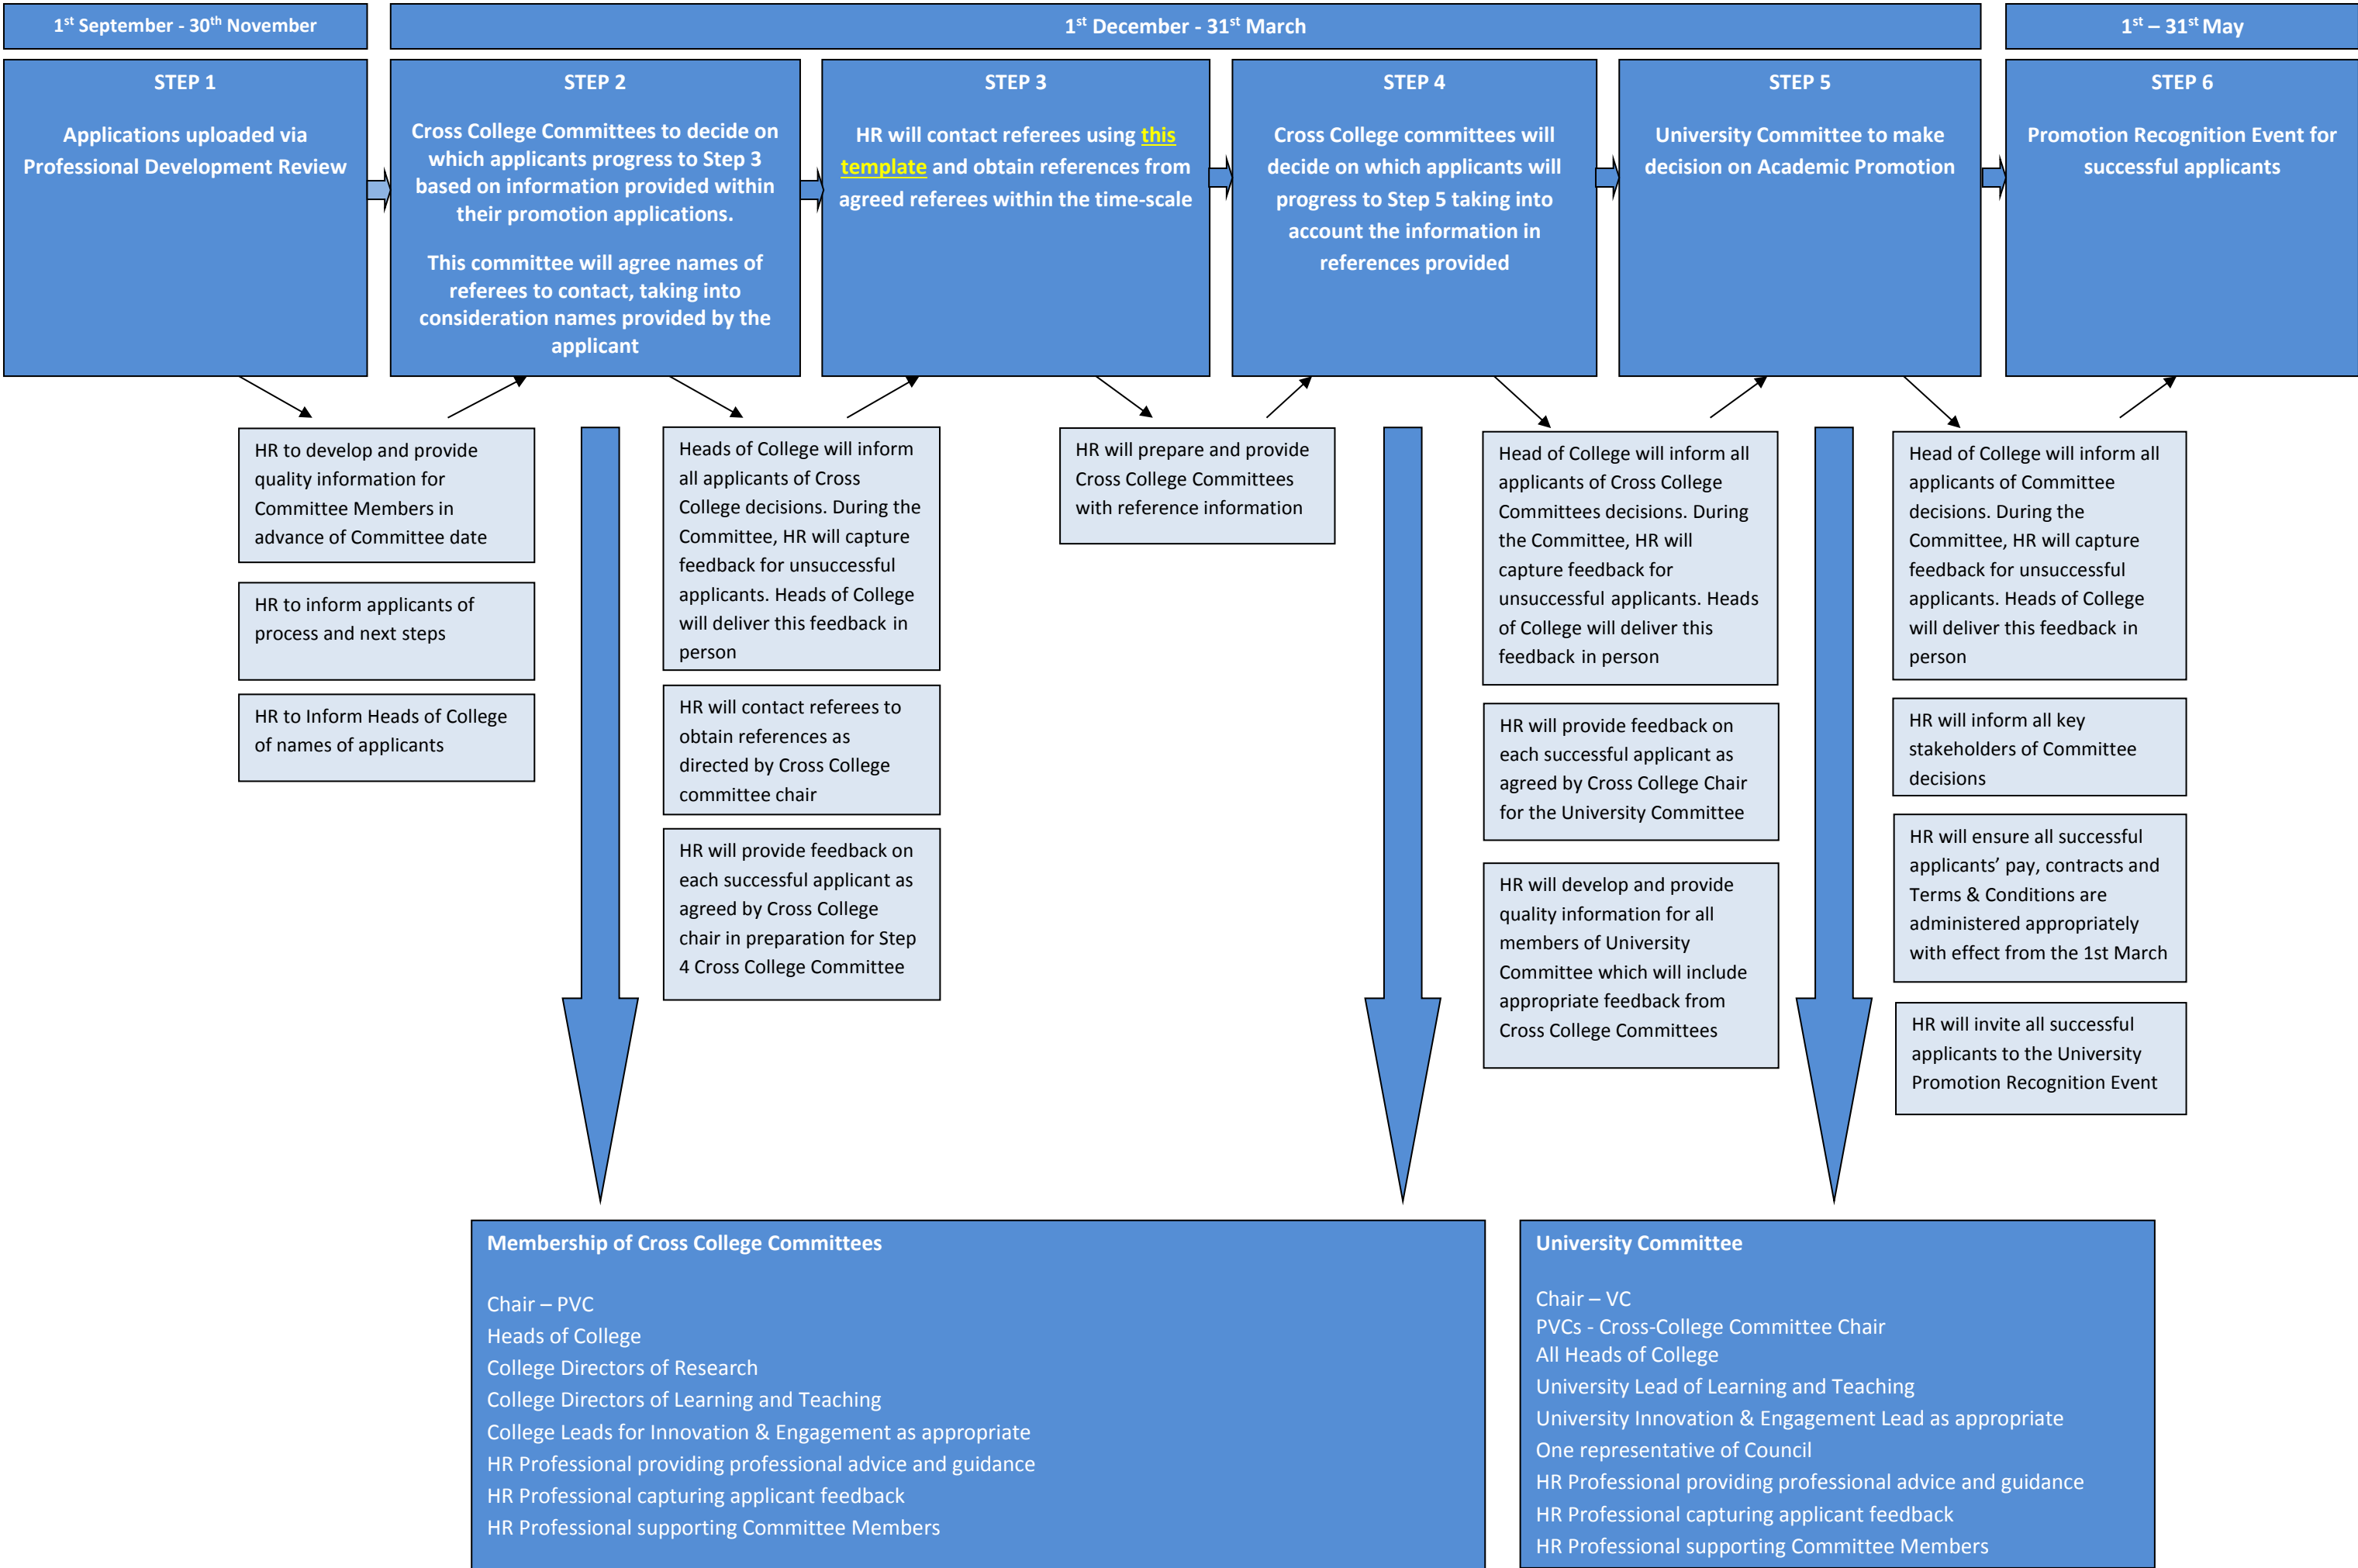 1st September - 30th November
1st December - 31st March
1st – 31st May
STEP 1
Applications uploaded via
Professional Development Review
STEP 2
Cross College Committees to decide on
which applicants progress to Step 3
based on information provided within
their promotion applications.
This committee will agree names of
referees to contact, taking into
consideration names provided by the
applicant
STEP 3
HR will contact referees using this
template and obtain references from
agreed referees within the time-scale
STEP 4
Cross College committees will
decide on which applicants will
progress to Step 5 taking into
account the information in
references provided
STEP 5
University Committee to make
decision on Academic Promotion
STEP 6
Promotion Recognition Event for
successful applicants
HR to develop and provide
quality information for
Committee Members in
advance of Committee date
HR to inform applicants of
process and next steps
HR to Inform Heads of College
of names of applicants
Heads of College will inform
all applicants of Cross
College decisions. During the
Committee, HR will capture
feedback for unsuccessful
applicants. Heads of College
will deliver this feedback in
person
HR will contact referees to
obtain references as
directed by Cross College
committee chair
HR will provide feedback on
each successful applicant as
agreed by Cross College
chair in preparation for Step
4 Cross College Committee
HR will prepare and provide
Cross College Committees
with reference information
Head of College will inform all
applicants of Cross College
Committees decisions. During
the Committee, HR will
capture feedback for
unsuccessful applicants. Heads
of College will deliver this
feedback in person
HR will provide feedback on
each successful applicant as
agreed by Cross College Chair
for the University Committee
HR will develop and provide
quality information for all
members of University
Committee which will include
appropriate feedback from
Cross College Committees
Head of College will inform all
applicants of Committee
decisions. During the
Committee, HR will capture
feedback for unsuccessful
applicants. Heads of College
will deliver this feedback in
person
HR will inform all key
stakeholders of Committee
decisions
HR will ensure all successful
applicants’ pay, contracts and
Terms & Conditions are
administered appropriately
with effect from the 1st March
HR will invite all successful
applicants to the University
Promotion Recognition Event
Membership of Cross College Committees
Chair – PVC
Heads of College
College Directors of Research
College Directors of Learning and Teaching
College Leads for Innovation & Engagement as appropriate
HR Professional providing professional advice and guidance
HR Professional capturing applicant feedback
HR Professional supporting Committee Members
University Committee
Chair – VC
PVCs - Cross-College Committee Chair
All Heads of College
University Lead of Learning and Teaching
University Innovation & Engagement Lead as appropriate
One representative of Council
HR Professional providing professional advice and guidance
HR Professional capturing applicant feedback
HR Professional supporting Committee Members